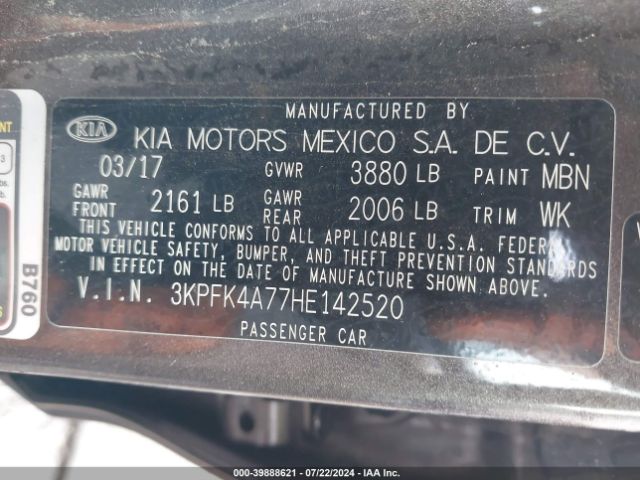 MANUFACTURED BY
KIA KIA MOTORS MEXICO S.A. DE C.V.
03/17 GVWR 3880 LB PAINT MBN
GAWR FRONT 2161 LB GAWR REAR 2006 LB TRIM WK
THIS VEHICLE CONFORMS TO ALL APPLICABLE U.S.A. FEDERAL
MOTOR VEHICLE SAFETY, BUMPER, AND THEFT PREVENTION STANDARDS
IN EFFECT ON THE DATE OF MANUFACTURE SHOWN ABOVE.
V.I.N. 3KPFK4A77HE142520
PASSENGER CAR
B760
000-39888621 / 07/22/2024 - IAA Inc.